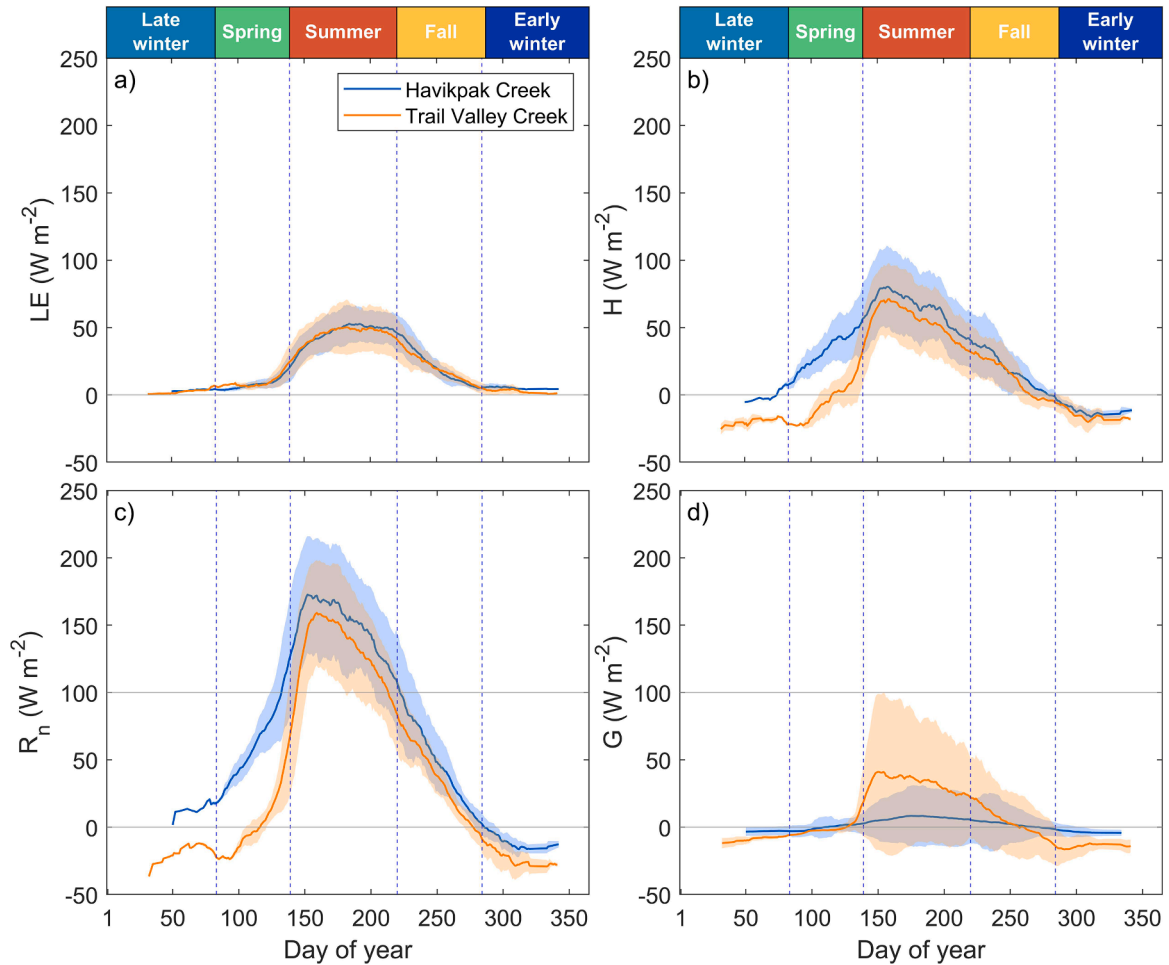 Late winter Spring Summer Fall Early winter
Late winter Spring Summer Fall Early winter
a)
Havikpak Creek
Trail Valley Creek
250
200
150
100
50
0
-50
LE (W m-2)
b)
250
200
150
100
50
0
-50
H (W m-2)
c)
250
200
150
100
50
0
-50
Rn (W m-2)
1 50 100 150 200 250 300 350
Day of year
d)
250
200
150
100
50
0
-50
G (W m-2)
1 50 100 150 200 250 300 350
Day of year